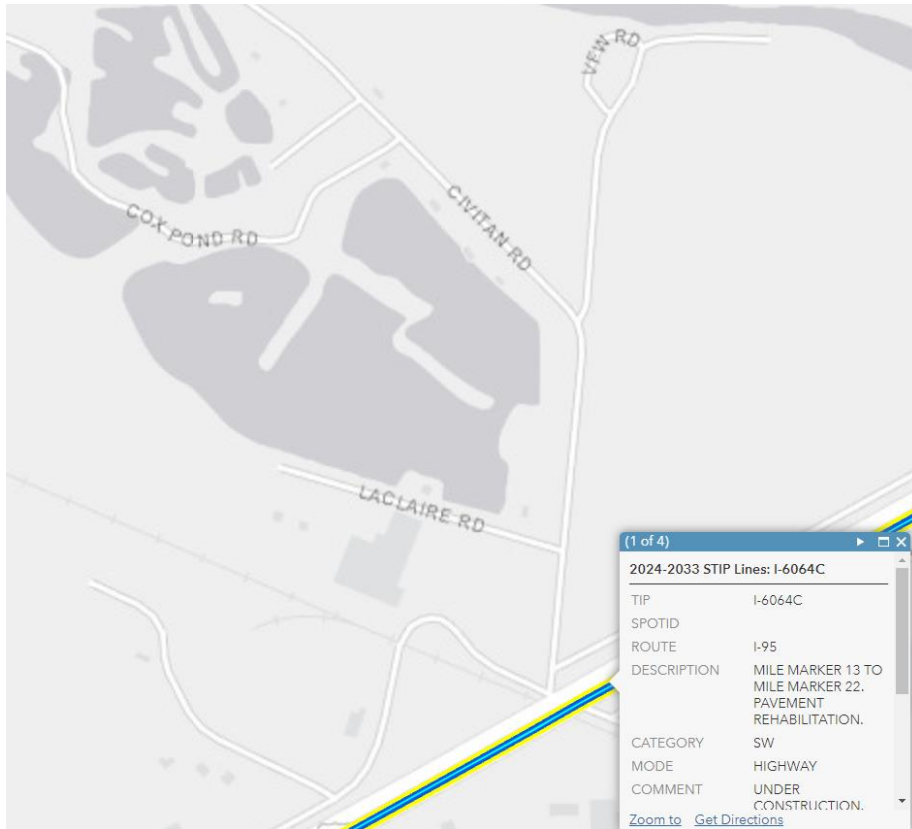 VEW RD
CIVITAN RD
COX POND RD
LACLAIRE RD
(1 of 4)
2024-2033 STIP Lines: I-6064C
TIP I-6064C
SPOTID
ROUTE I-95
DESCRIPTION MILE MARKER 13 TO
MILE MARKER 22.
PAVEMENT
REHABILITATION.
CATEGORY SW
MODE HIGHWAY
COMMENT UNDER
CONSTRUCTION.
Zoom to Get Directions